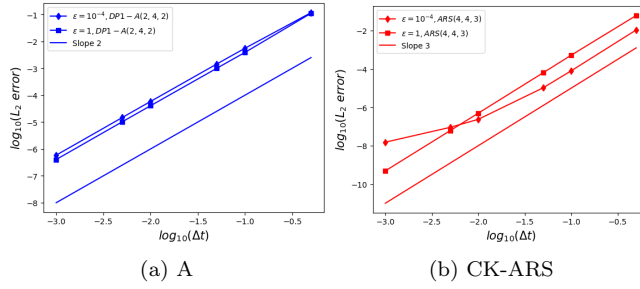 ε = 10⁻⁴, DP1 − A(2, 4, 2)
ε = 1, DP1 − A(2, 4, 2)
Slope 2
log₁₀(L₂ error)
−1
−2
−3
−4
−5
−6
−7
−8
−3.0 −2.5 −2.0 −1.5 −1.0 −0.5
log₁₀(Δt)
(a) A
ε = 10⁻⁴, ARS(4, 4, 3)
ε = 1, ARS(4, 4, 3)
Slope 3
log₁₀(L₂ error)
−2
−4
−6
−8
−10
−3.0 −2.5 −2.0 −1.5 −1.0 −0.5
log₁₀(Δt)
(b) CK-ARS